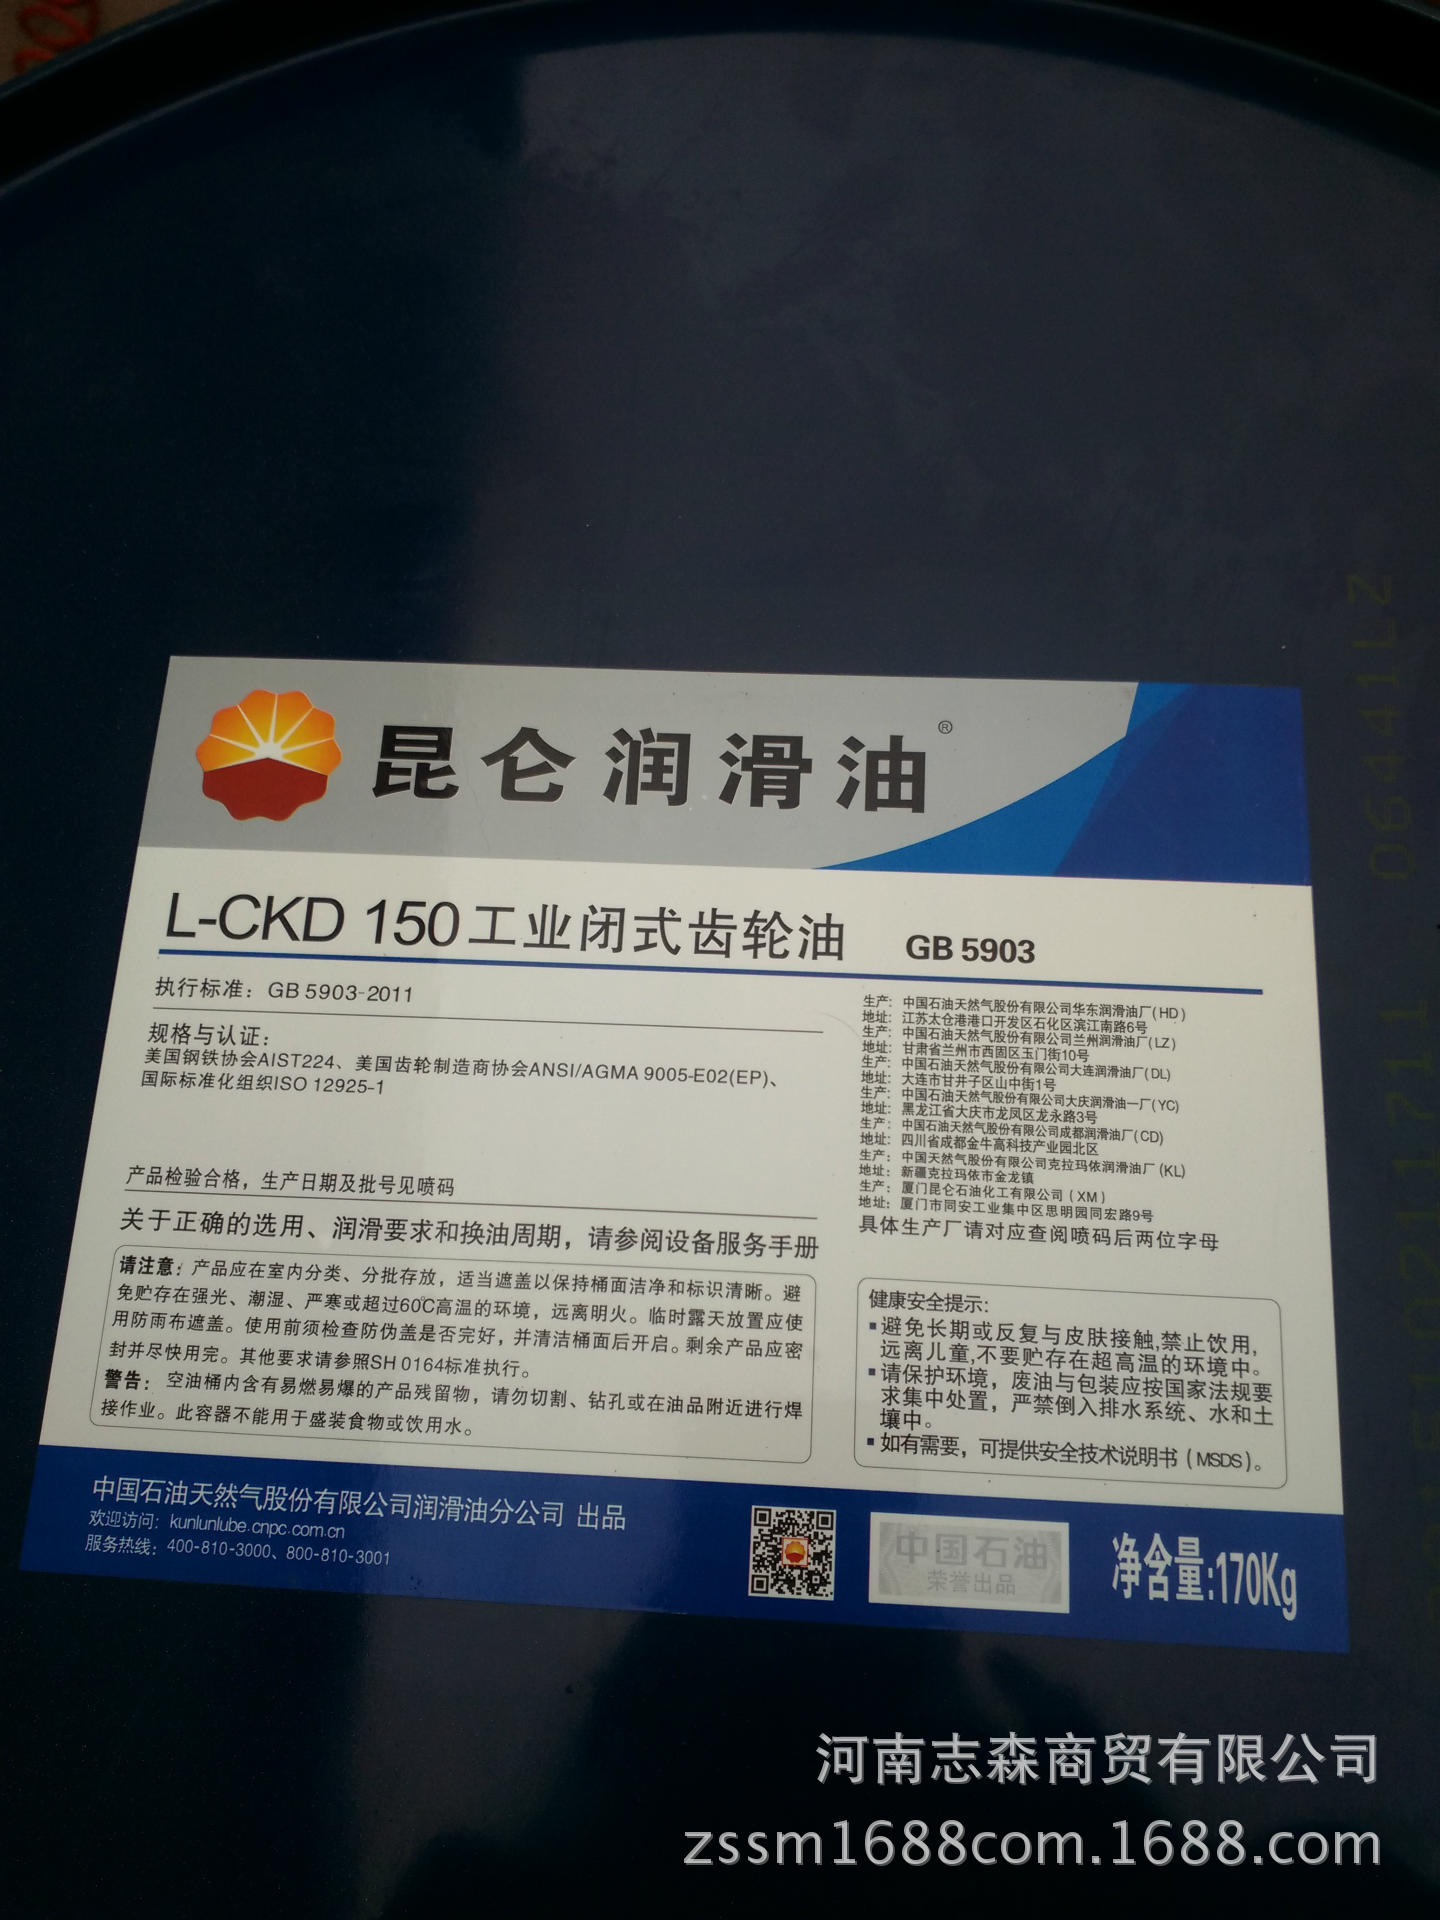 昆仑润滑油®
L-CKD 150 工业闭式齿轮油 GB 5903
执行标准：GB 5903-2011
规格与认证：
美国钢铁协会AIST224、美国齿轮制造商协会ANSI/AGMA 9005-E02(EP)、
国际标准化组织ISO 12925-1
产品检验合格，生产日期及批号见喷码
关于正确的选用、润滑要求和换油周期，请参阅设备服务手册
请注意：产品应在室内分类、分批存放，适当遮盖以保持桶面洁净和标识清晰。避
免贮存在强光、潮湿、严寒或超过60℃高温的环境，远离明火。临时露天放置应使
用防雨布遮盖。使用前须检查防伪盖是否完好，并清洁桶面后开启。剩余产品应密
封并尽快用完。其他要求请参照SH 0164标准执行。
警告：空油桶内含有易燃易爆的产品残留物，请勿切割、钻孔或在油品附近进行焊
接作业。此容器不能用于盛装食物或饮用水。
生产：中国石油天然气股份有限公司华东润滑油厂(HD)
地址：江苏太仓港港口开发区石化区滨江南路6号
生产：中国石油天然气股份有限公司兰州润滑油厂(LZ)
地址：甘肃省兰州市西固区玉门街10号
生产：中国石油天然气股份有限公司大连润滑油厂(DL)
地址：大连市甘井子区山中街1号
生产：中国石油天然气股份有限公司大庆润滑油一厂(YC)
地址：黑龙江省大庆市龙凤区龙永路3号
生产：中国石油天然气股份有限公司成都润滑油厂(CD)
地址：四川省成都金牛高科技产业园北区
生产：中国天然气股份有限公司克拉玛依润滑油厂(KL)
地址：新疆克拉玛依市金龙镇
生产：厦门昆仑石油化工有限公司(XM)
地址：厦门市同安工业集中区思明园同宏路9号
具体生产厂请对应查阅喷码后两位字母
健康安全提示：
▪避免长期或反复与皮肤接触,禁止饮用,
远离儿童,不要贮存在超高温的环境中。
▪请保护环境，废油与包装应按国家法规要
求集中处置，严禁倒入排水系统、水和土
壤中。
▪如有需要，可提供安全技术说明书(MSDS)。
中国石油天然气股份有限公司润滑油分公司 出品
欢迎访问：kunlunlube.cnpc.com.cn
服务热线：400-810-3000、800-810-3001
中国石油
荣誉出品
净含量:170Kg
06441LZ
河南志森商贸有限公司
zssm1688com.1688.com